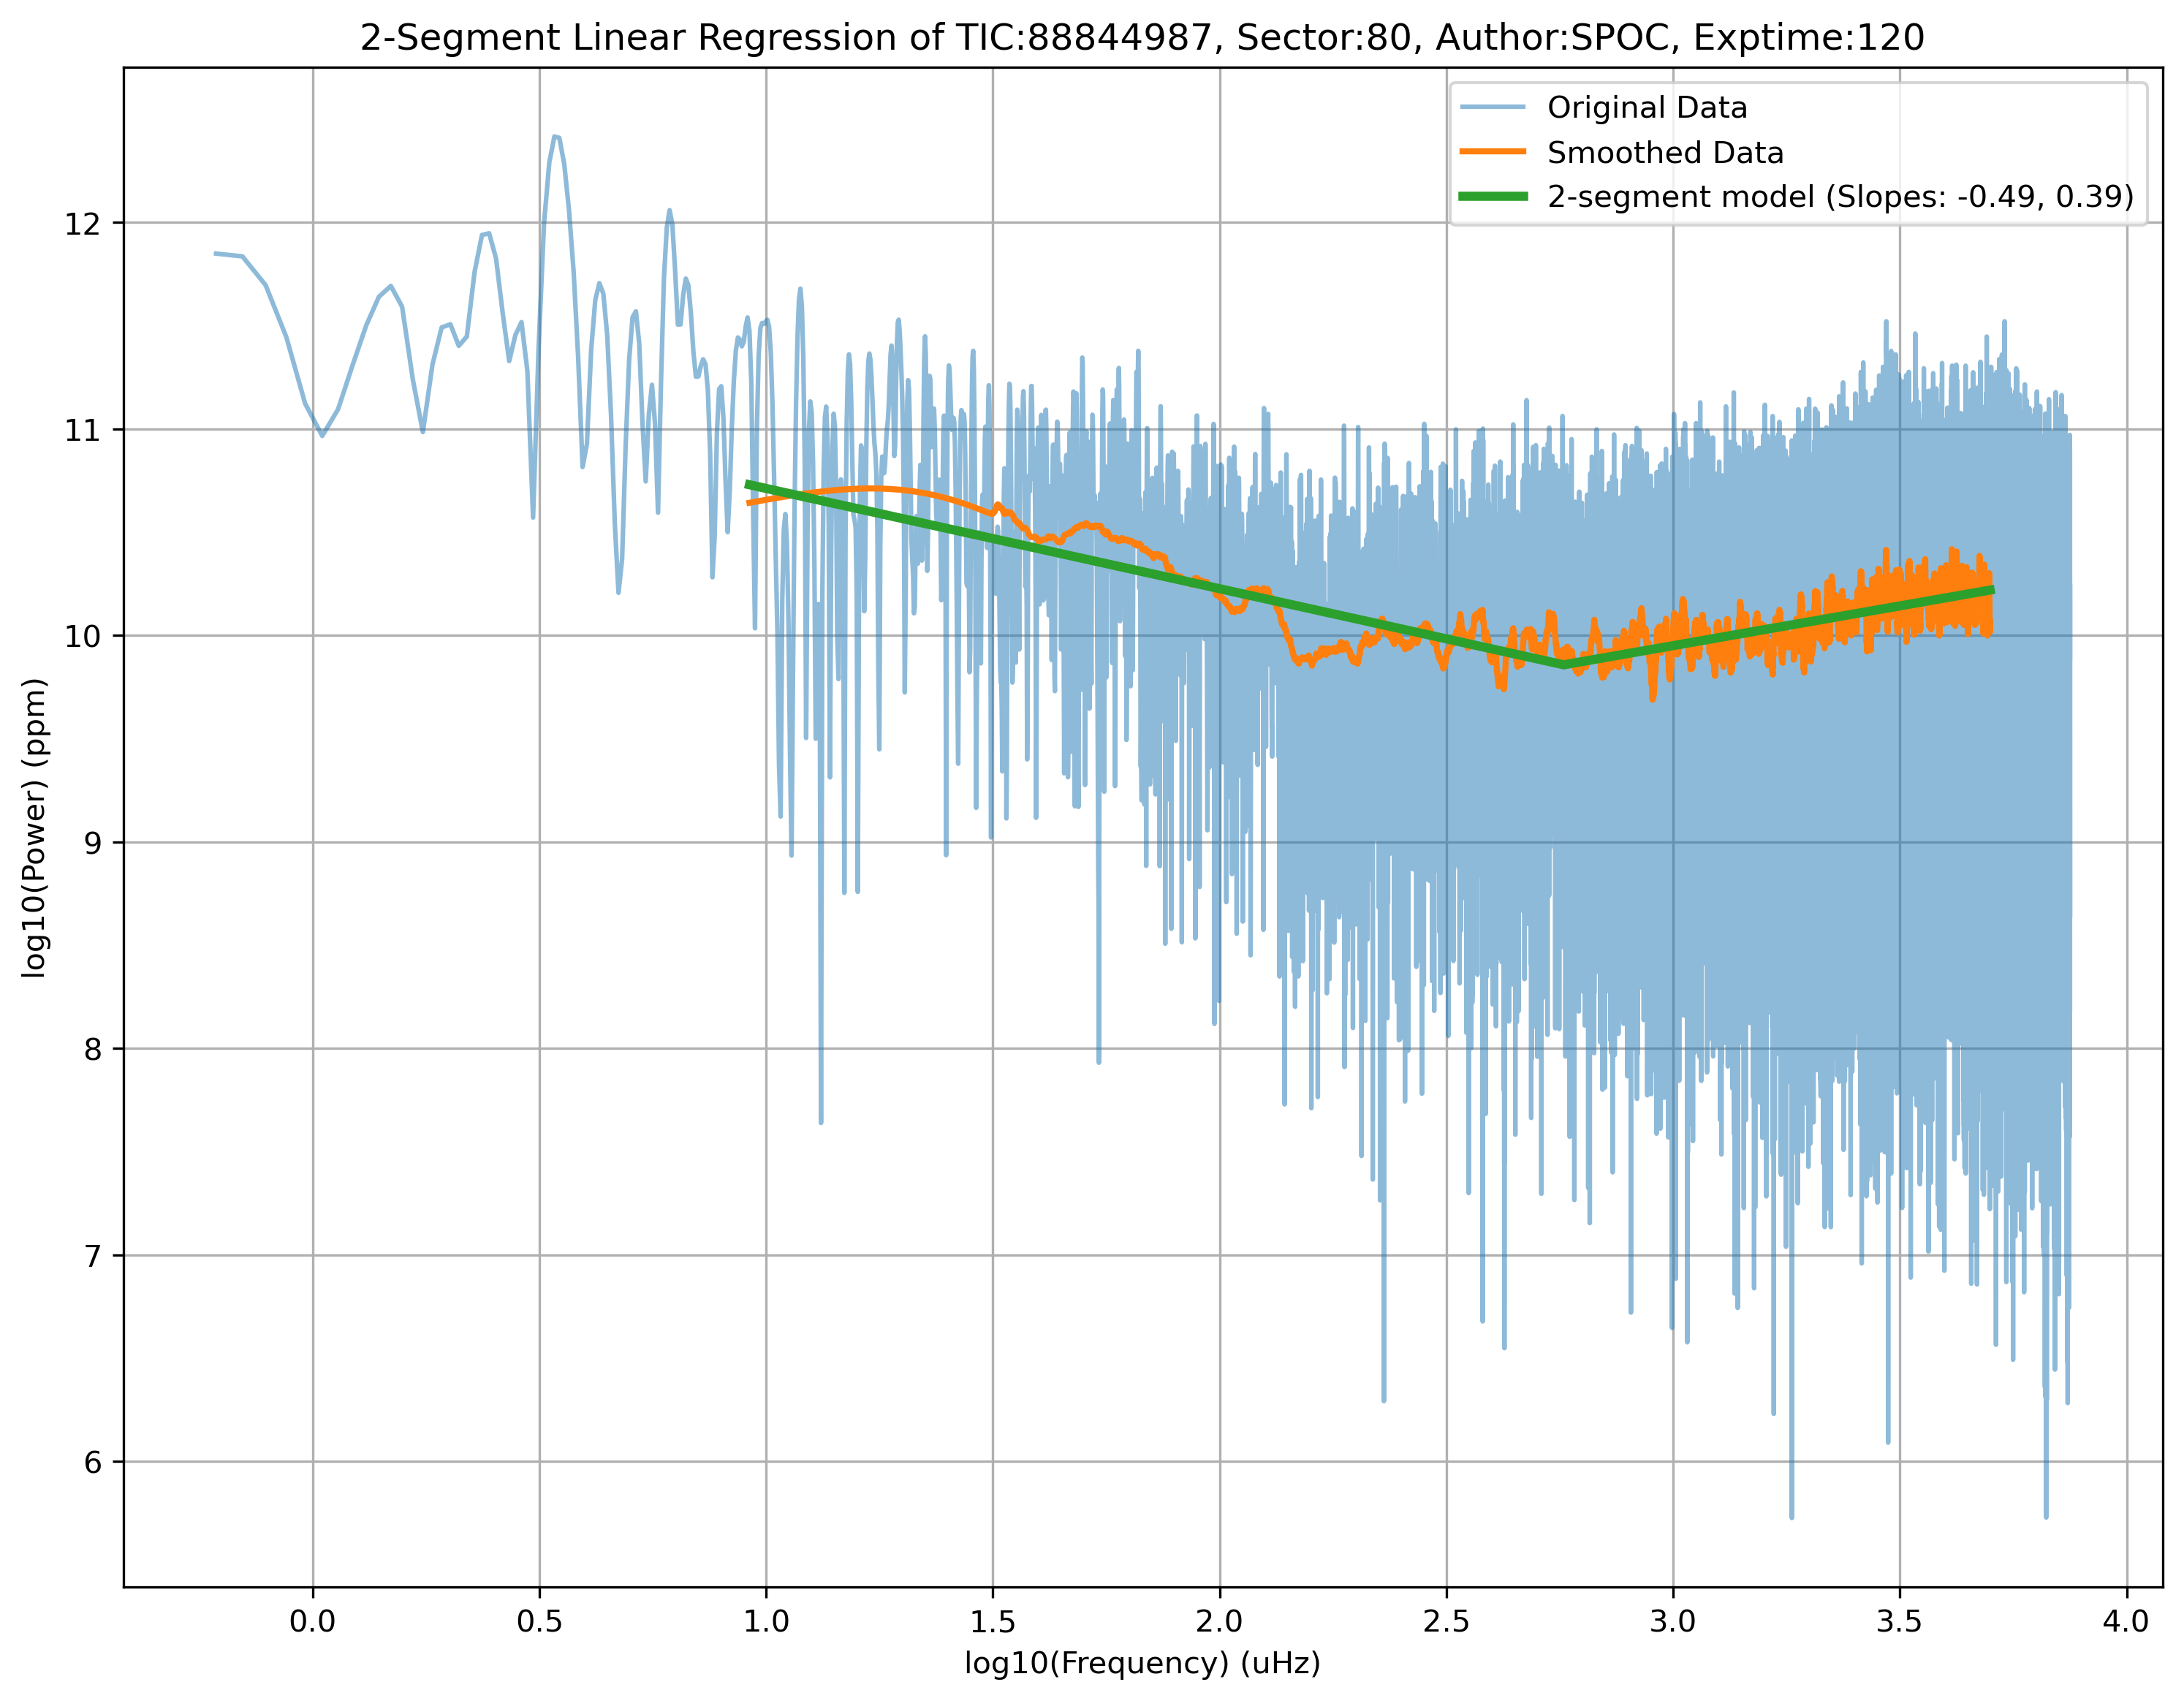 2-Segment Linear Regression of TIC:88844987, Sector:80, Author:SPOC, Exptime:120
Original Data
Smoothed Data
2-segment model (Slopes: -0.49, 0.39)
log10(Power) (ppm)
12
11
10
9
8
7
6
0.0 0.5 1.0 1.5 2.0 2.5 3.0 3.5 4.0
log10(Frequency) (uHz)